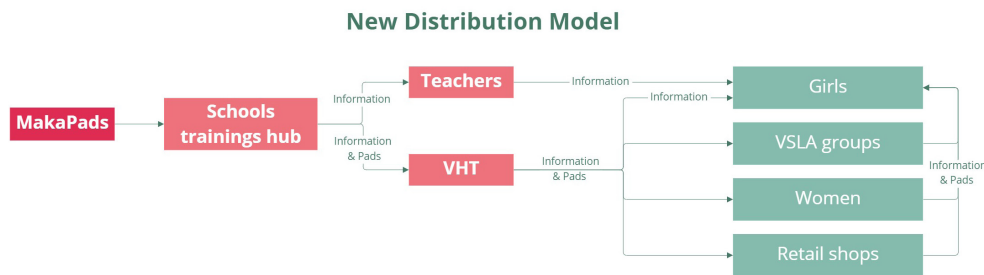 New Distribution Model
MakaPads
Schools
trainings hub
Information
Information
& Pads
Teachers
VHT
Information
Information
Information
& Pads
Girls
VSLA groups
Women
Retail shops
Information
& Pads